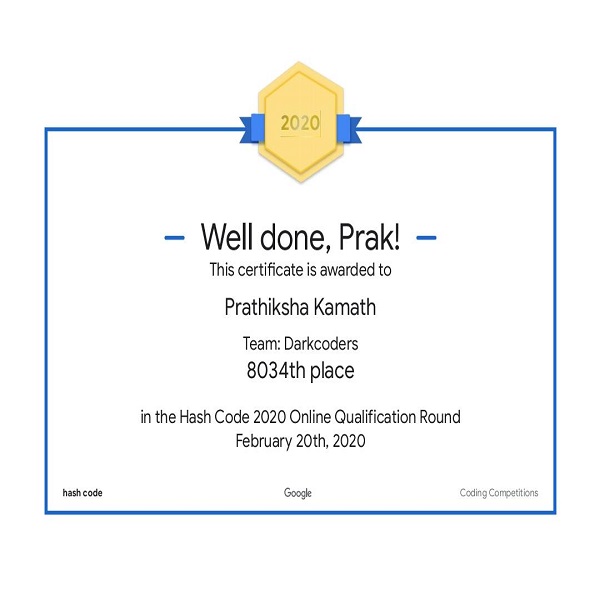 2020
Well done, Prak!
This certificate is awarded to
Prathiksha Kamath
Team: Darkcoders
8034th place
in the Hash Code 2020 Online Qualification Round
February 20th, 2020
hash code Google Coding Competitions